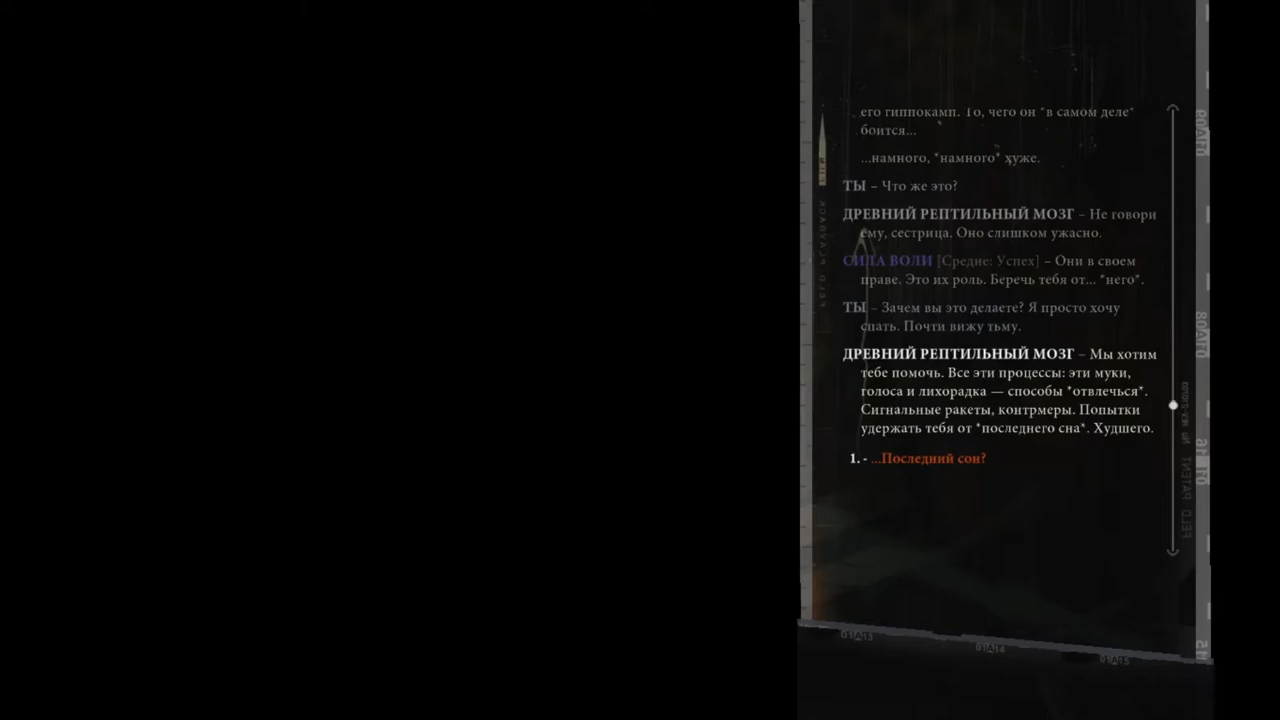 его гиппокамп. То, чего он *в самом деле*
боится...
...намного, *намного* хуже.
ТЫ – Что же это?
ДРЕВНИЙ РЕПТИЛЬНЫЙ МОЗГ – Не говори
ему, сестрица. Оно слишком ужасно.
СИЛА ВОЛИ [Средне: Успех] – Они в своем
праве. Это их роль. Беречь тебя от... *него*.
ТЫ – Зачем вы это делаете? Я просто хочу
спать. Почти вижу тьму.
ДРЕВНИЙ РЕПТИЛЬНЫЙ МОЗГ – Мы хотим
тебе помочь. Все эти процессы: эти муки,
голоса и лихорадка — способы *отвлечься*.
Сигнальные ракеты, контрмеры. Попытки
удержать тебя от *последнего сна*. Худшего.
1. - ...Последний сон?
01A13
01A14
01A15